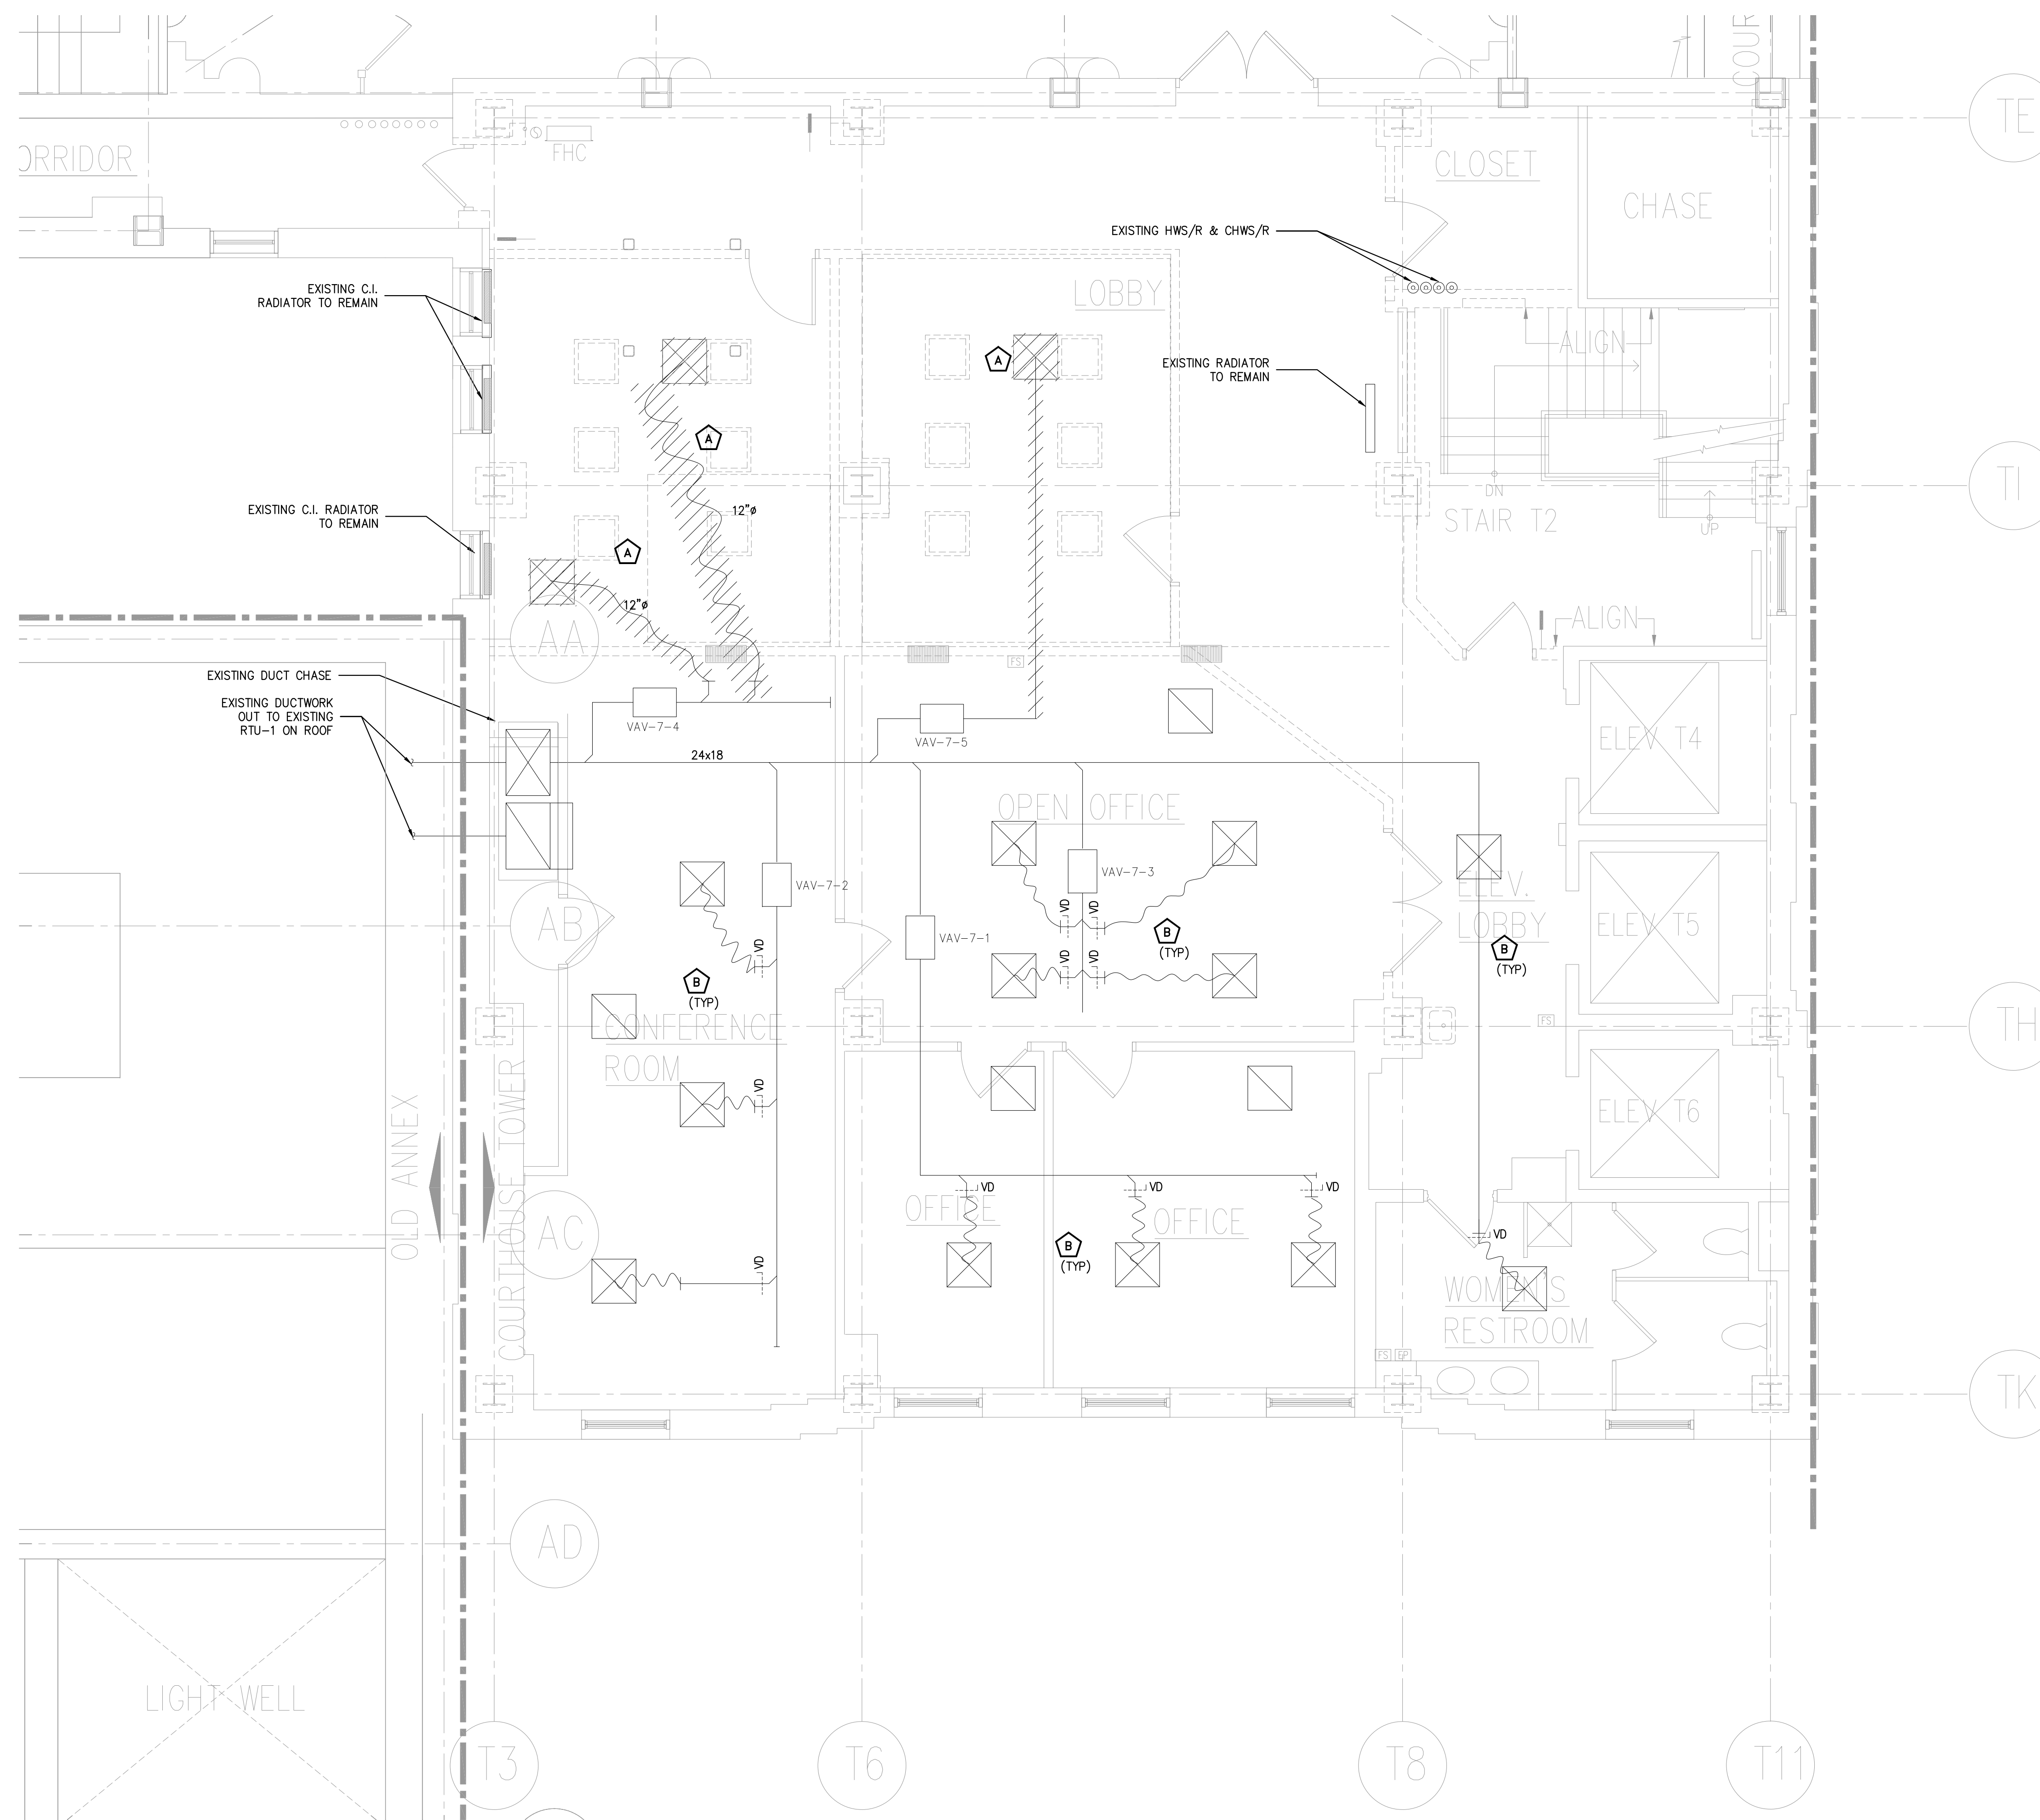 COUR
TE
ORRIDOR
FHC
CLOSET
CHASE
EXISTING HWS/R & CHWS/R
EXISTING C.I.
RADIATOR TO REMAIN
LOBBY
ALIGN
A
EXISTING RADIATOR
TO REMAIN
A
TI
DN
EXISTING C.I. RADIATOR
TO REMAIN
12"ø
STAIR T2
UP
A
12"ø
ALIGN
AA
FS
EXISTING DUCT CHASE
EXISTING DUCTWORK
OUT TO EXISTING
RTU-1 ON ROOF
VAV-7-4
VAV-7-5
ELEV T4
24x18
OPEN OFFICE
VAV-7-2
VAV-7-3
ELEV.
LOBBY
AB
VD
VD
ELEV T5
B
(TYP)
VAV-7-1
B
(TYP)
VD
VD
VD
B
(TYP)
FS
TH
CONFERENCE
ROOM
VD
ELEV T6
OLD ANNEX
COURTHOUSE TOWER
VD
VD
VD
OFFICE
OFFICE
AC
B
(TYP)
VD
VD
WOMEN'S
RESTROOM
FS
EP
TK
AD
LIGHT WELL
T3
T6
T8
T11